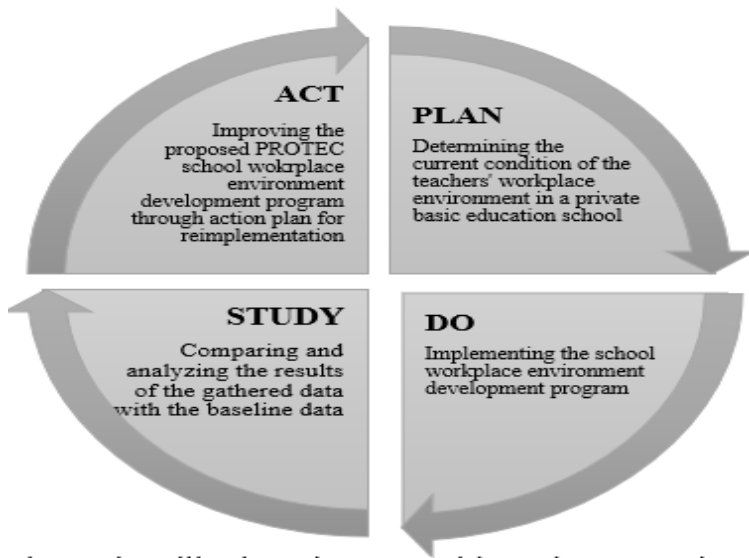 ACT
Improving the
proposed PROTEC
school wokrplace
environment
development program
through action plan for
reimplementation
PLAN
Determining the
current condition of the
teachers' workplace
environment in a private
basic education school
STUDY
Comparing and
analyzing the results
of the gathered data
with the baseline data
DO
Implementing the school
workplace environment
development program